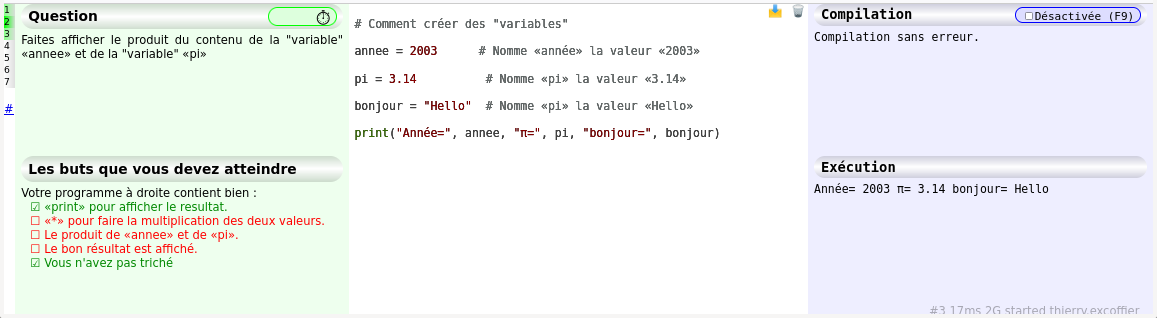 1
2
3
4
5
6
7
#
Question
Faites afficher le produit du contenu de la "variable"
«annee» et de la "variable" «pi»
Les buts que vous devez atteindre
Votre programme à droite contient bien :
☑ «print» pour afficher le resultat.
☐ «*» pour faire la multiplication des deux valeurs.
☐ Le produit de «annee» et de «pi».
☐ Le bon résultat est affiché.
☑ Vous n'avez pas triché
# Comment créer des "variables"
annee = 2003      # Nomme «année» la valeur «2003»
pi = 3.14          # Nomme «pi» la valeur «3.14»
bonjour = "Hello"  # Nomme «pi» la valeur «Hello»
print("Année=", annee, "π=", pi, "bonjour=", bonjour)
Compilation
☐Désactivée (F9)
Compilation sans erreur.
Exécution
Année= 2003 π= 3.14 bonjour= Hello
#3 17ms 2G started thierry.excoffier